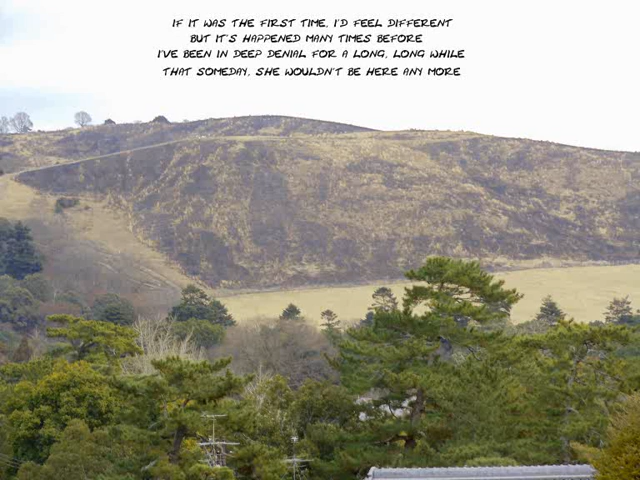 IF IT WAS THE FIRST TIME, I'D FEEL DIFFERENT
BUT IT'S HAPPENED MANY TIMES BEFORE
I'VE BEEN IN DEEP DENIAL FOR A LONG, LONG WHILE
THAT SOMEDAY, SHE WOULDN'T BE HERE ANY MORE